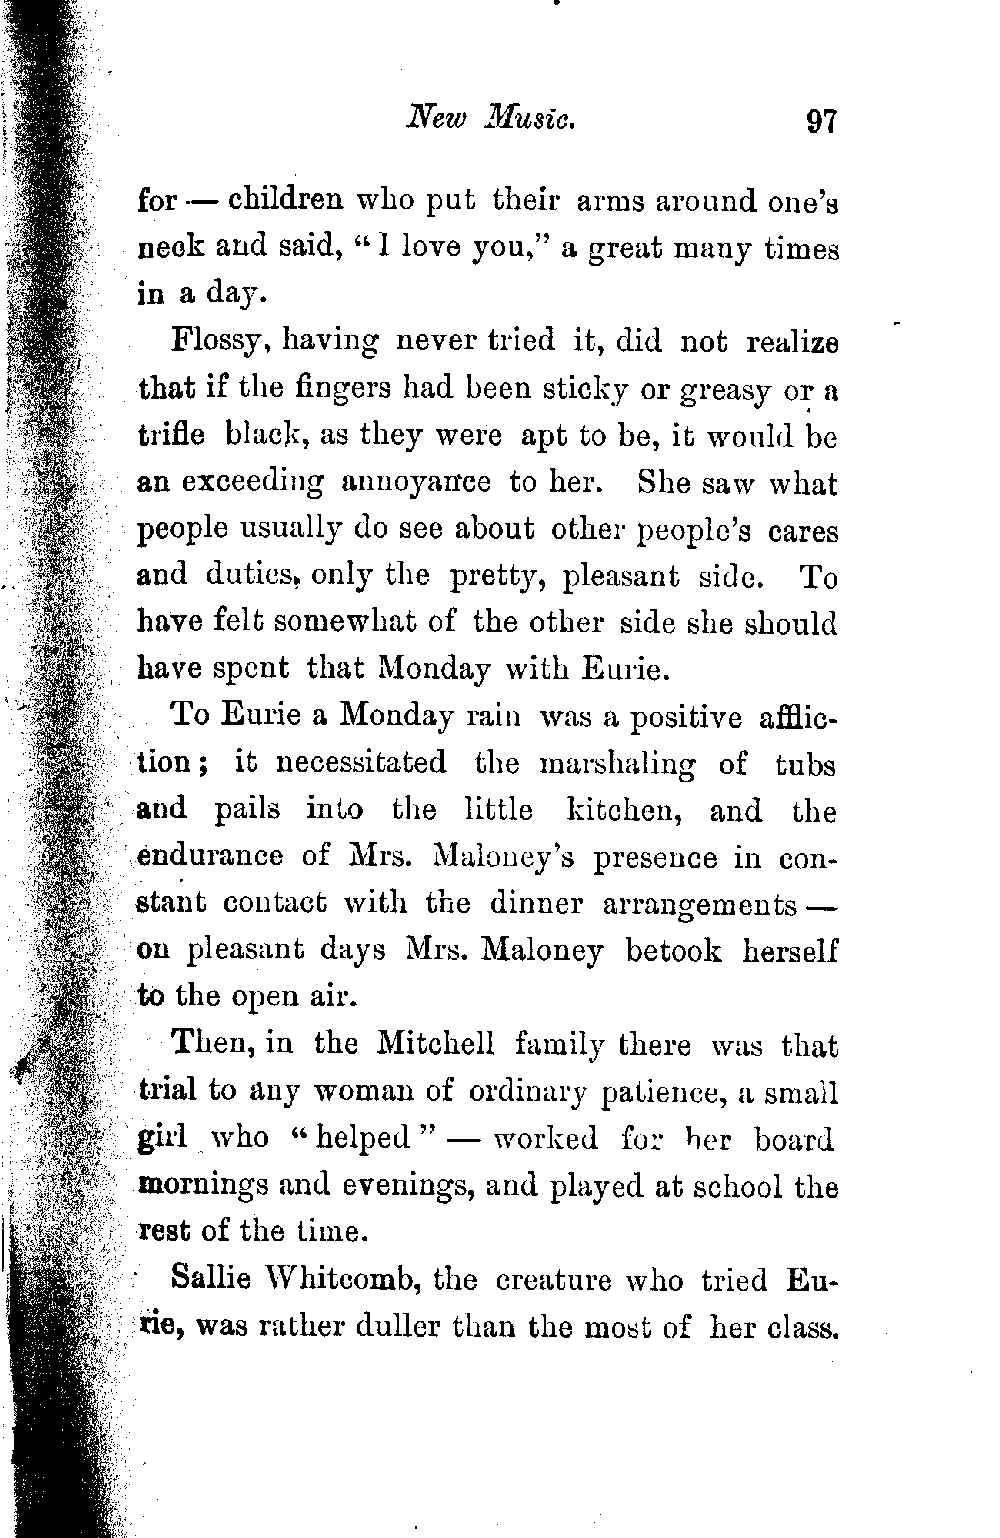 New Music. 97
for — children who put their arms around one's
neck and said, “I love you,” a great many times
in a day.
Flossy, having never tried it, did not realize
that if the fingers had been sticky or greasy or a
trifle black, as they were apt to be, it would be
an exceeding annoyance to her. She saw what
people usually do see about other people's cares
and duties, only the pretty, pleasant side. To
have felt somewhat of the other side she should
have spent that Monday with Eurie.
To Eurie a Monday rain was a positive afflic-
tion; it necessitated the marshaling of tubs
and pails into the little kitchen, and the
endurance of Mrs. Maloney's presence in con-
stant contact with the dinner arrangements —
on pleasant days Mrs. Maloney betook herself
to the open air.
Then, in the Mitchell family there was that
trial to any woman of ordinary patience, a small
girl who “helped” — worked for her board
mornings and evenings, and played at school the
rest of the time.
Sallie Whitcomb, the creature who tried Eu-
rie, was rather duller than the most of her class.